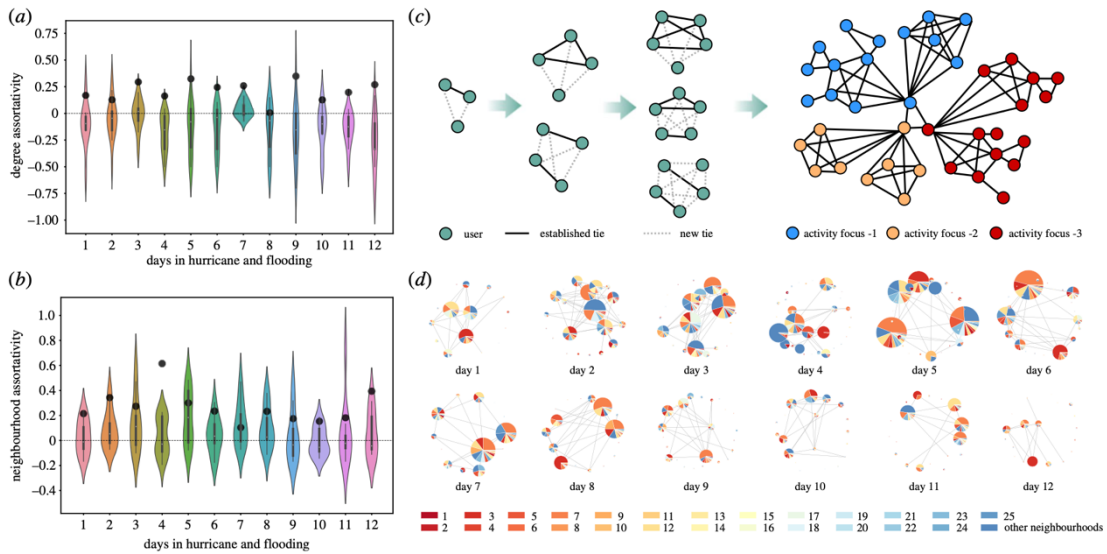 (a)
0.75
0.50
0.25
0
−0.25
−0.50
−0.75
−1.00
degree assortativity
1 2 3 4 5 6 7 8 9 10 11 12
days in hurricane and flooding
(b)
1.0
0.8
0.6
0.4
0.2
0
−0.2
−0.4
neighbourhood assortativity
1 2 3 4 5 6 7 8 9 10 11 12
days in hurricane and flooding
(c)
user established tie new tie
activity focus -1 activity focus -2 activity focus -3
(d)
day 1 day 2 day 3 day 4 day 5 day 6
day 7 day 8 day 9 day 10 day 11 day 12
1 3 5 7 9 11 13 15 17 19 21 23 25
2 4 6 8 10 12 14 16 18 20 22 24 other neighbourhoods